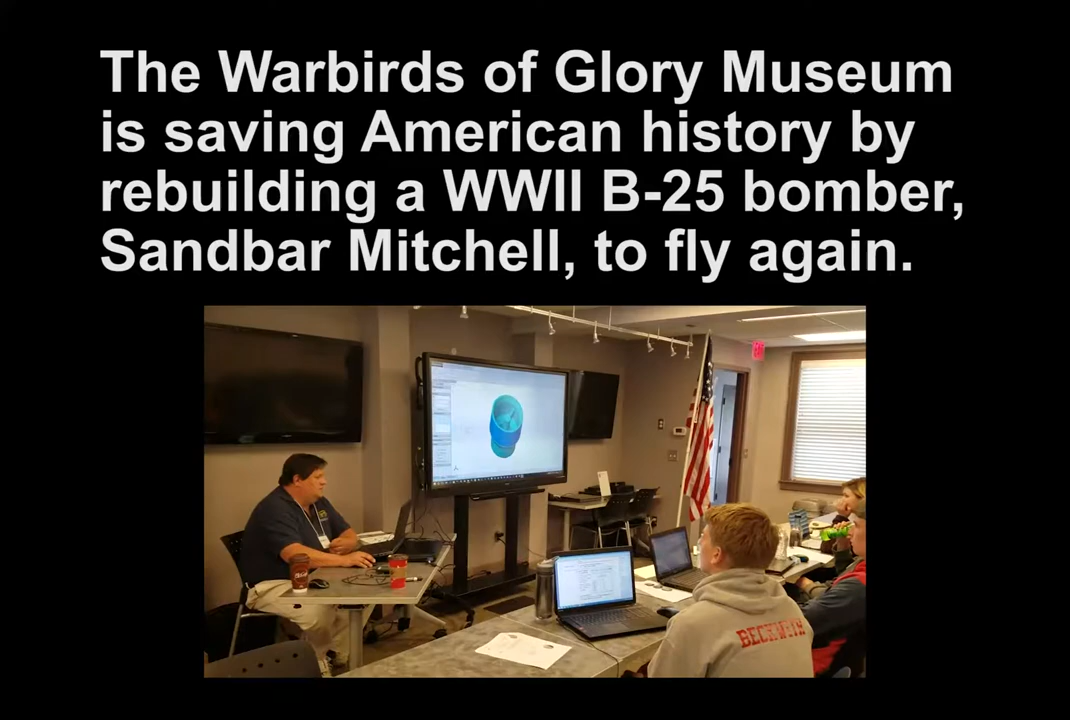 The Warbirds of Glory Museum
is saving American history by
rebuilding a WWII B-25 bomber,
Sandbar Mitchell, to fly again.
BECKWITH